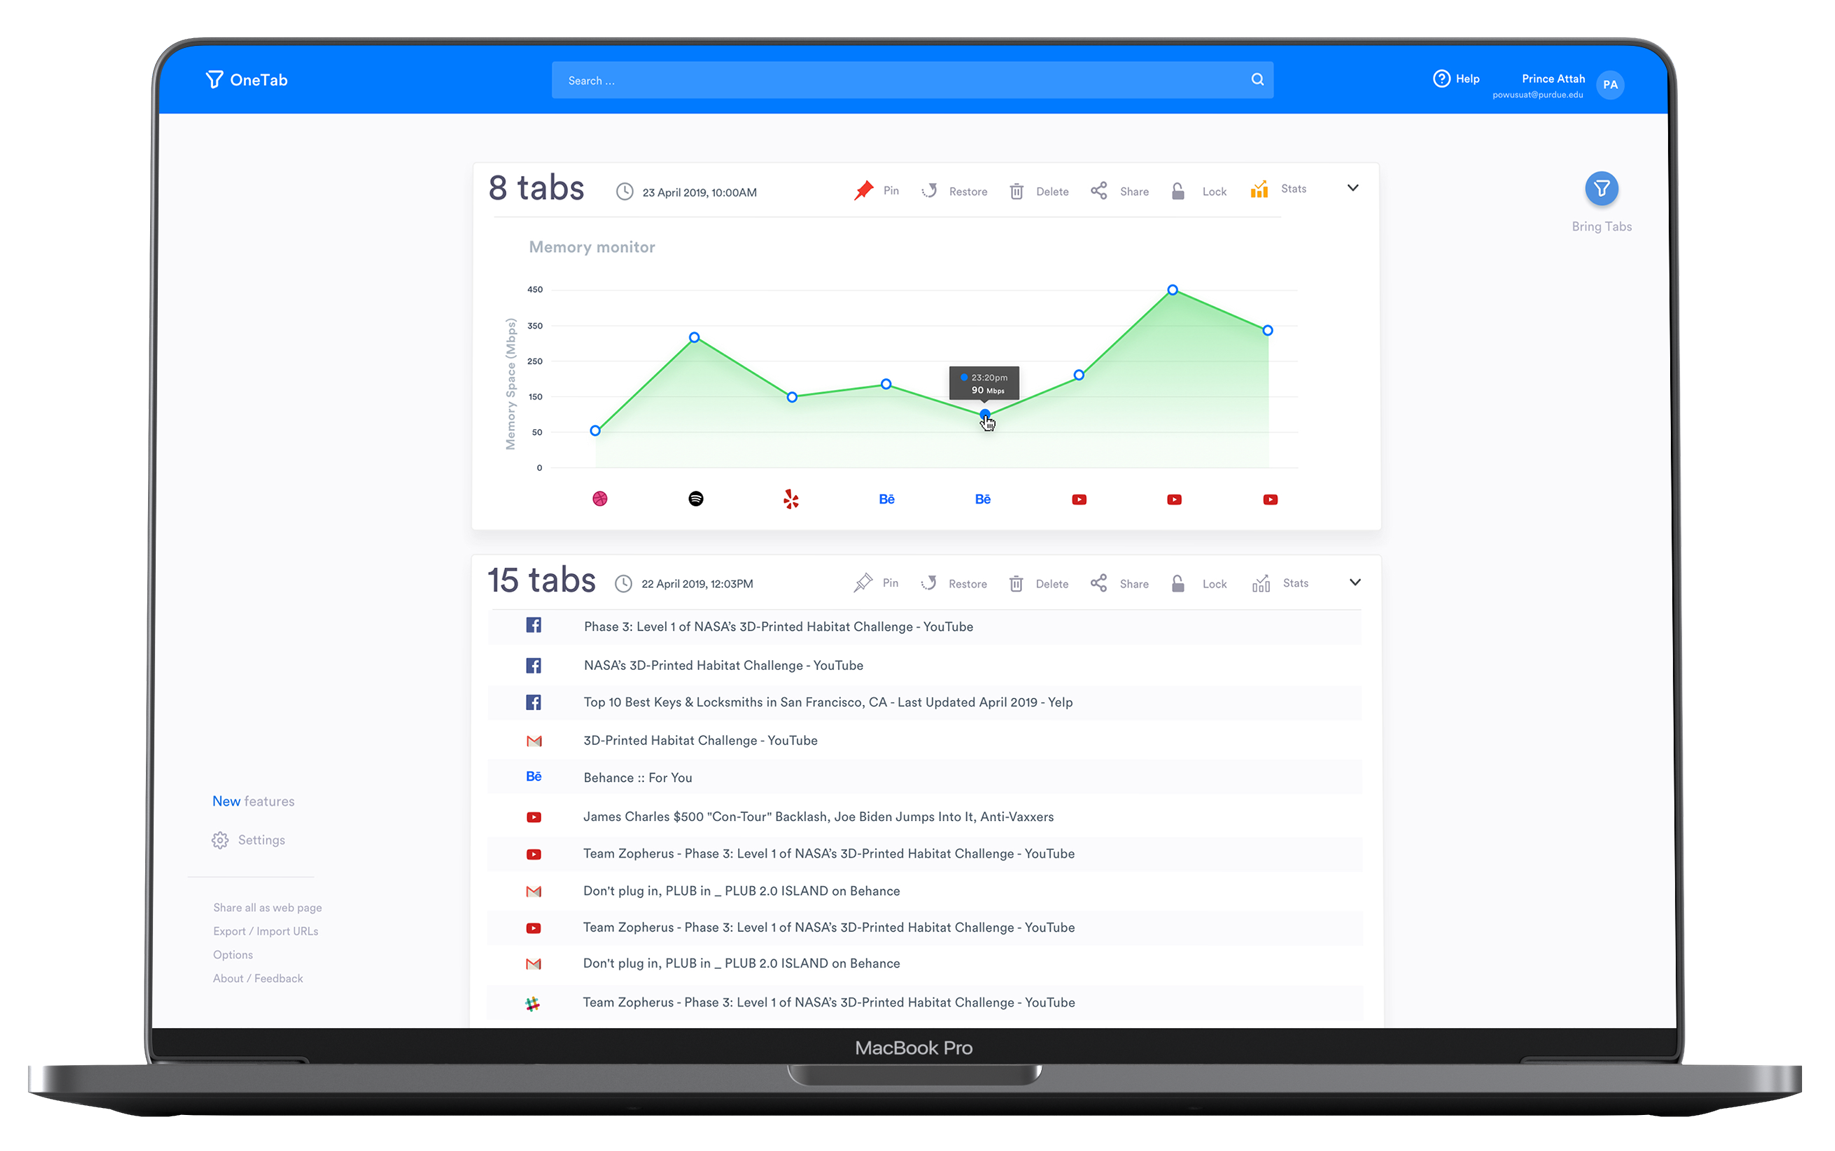 OneTab
Search ...
Help
Prince Attah
powusuat@purdue.edu
PA
8 tabs
23 April 2019, 10:00AM
Pin
Restore
Delete
Share
Lock
Stats
Bring Tabs
Memory monitor
Memory Space (Mbps)
450
350
250
150
50
0
23:20pm
90 Mbps
Bē
Bē
15 tabs
22 April 2019, 12:03PM
Pin
Restore
Delete
Share
Lock
Stats
Phase 3: Level 1 of NASA's 3D-Printed Habitat Challenge - YouTube
NASA's 3D-Printed Habitat Challenge - YouTube
Top 10 Best Keys & Locksmiths in San Francisco, CA - Last Updated April 2019 - Yelp
3D-Printed Habitat Challenge - YouTube
Bē Behance :: For You
James Charles $500 "Con-Tour" Backlash, Joe Biden Jumps Into It, Anti-Vaxxers
Team Zopherus - Phase 3: Level 1 of NASA's 3D-Printed Habitat Challenge - YouTube
Don't plug in, PLUB in _ PLUB 2.0 ISLAND on Behance
Team Zopherus - Phase 3: Level 1 of NASA's 3D-Printed Habitat Challenge - YouTube
Don't plug in, PLUB in _ PLUB 2.0 ISLAND on Behance
Team Zopherus - Phase 3: Level 1 of NASA's 3D-Printed Habitat Challenge - YouTube
New features
Settings
Share all as web page
Export / Import URLs
Options
About / Feedback
MacBook Pro